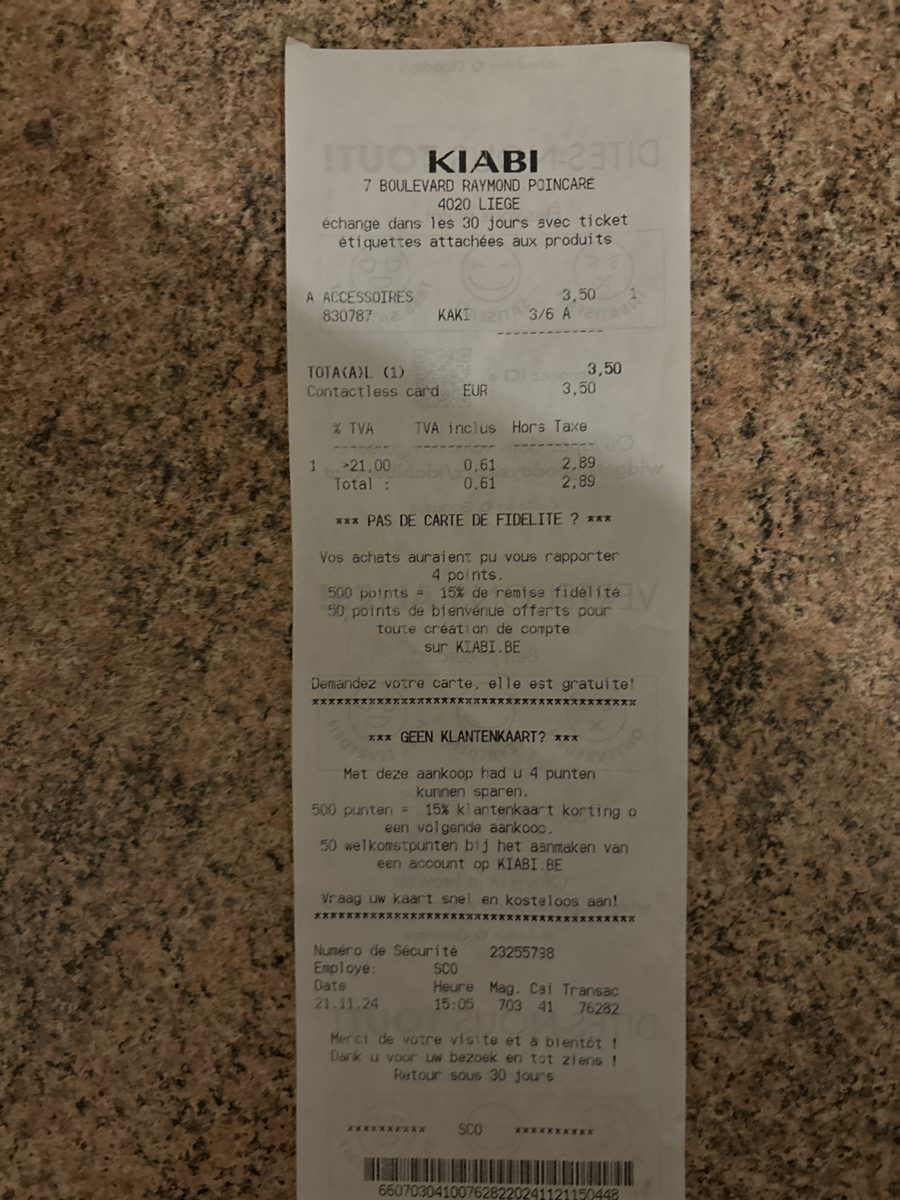 KIABI
7 BOULEVARD RAYMOND POINCARE
4020 LIEGE
échange dans les 30 jours avec ticket
étiquettes attachées aux produits
A ACCESSOIRES 3,50 1
830787 KAKI 3/6 A
------------
TOTA(A)L (1) 3,50
Contactless card EUR 3,50
% TVA TVA inclus Hors Taxe
------- ---------- ----------
1 >21,00 0,61 2,89
Total : 0,61 2,89
*** PAS DE CARTE DE FIDELITE ? ***
Vos achats auraient pu vous rapporter
4 points.
500 points = 15% de remise fidélité
50 points de bienvenue offerts pour
toute création de compte
sur KIABI.BE
Demandez votre carte, elle est gratuite!
****************************************
*** GEEN KLANTENKAART? ***
Met deze aankoop had u 4 punten
kunnen sparen.
500 punten = 15% klantenkaart korting o
een volgende aankoop.
50 welkomstpunten bij het aanmaken van
een account op KIABI.BE
Vraag uw kaart snel en kosteloos aan!
****************************************
Numéro de Sécurité 23255798
Employé: SCO
Date Heure Mag. Cai Transac
21.11.24 15:05 703 41 76282
Merci de votre visite et à bientôt !
Dank u voor uw bezoek en tot ziens !
Retour sous 30 jours
********** SCO **********
660703041007628220241121150448